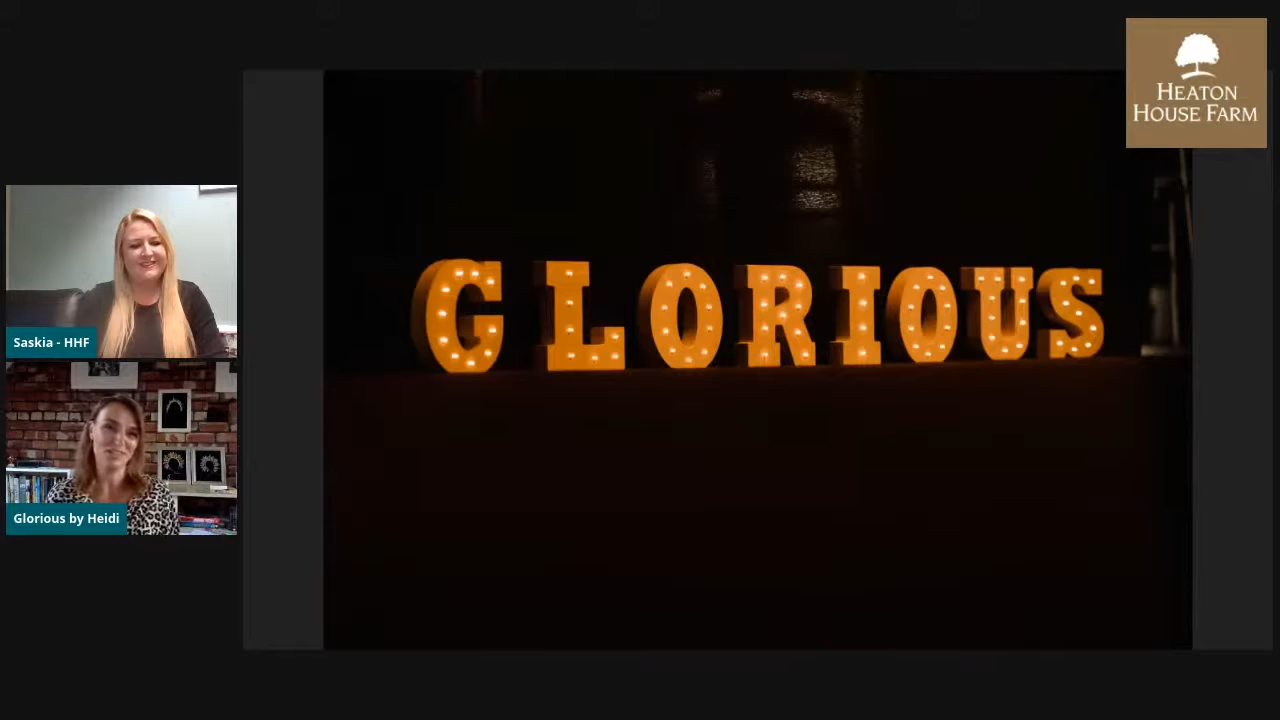 HEATON
HOUSE FARM
GLORIOUS
Saskia - HHF
Glorious by Heidi